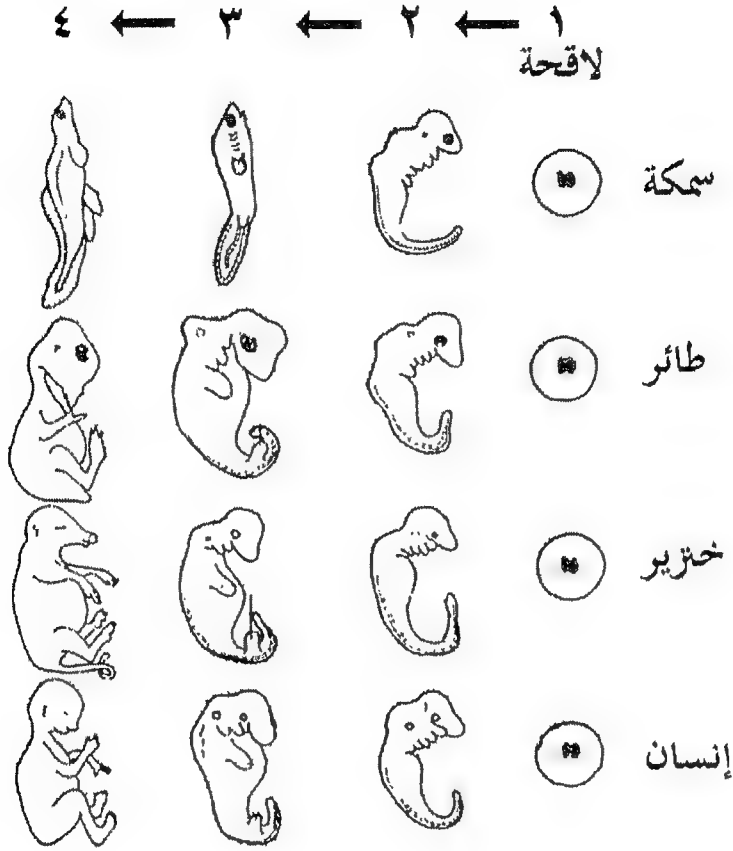 ١ ← ٢ ← ٣ ← ٤
لاقحة
سمكة
طائر
خنزير
إنسان